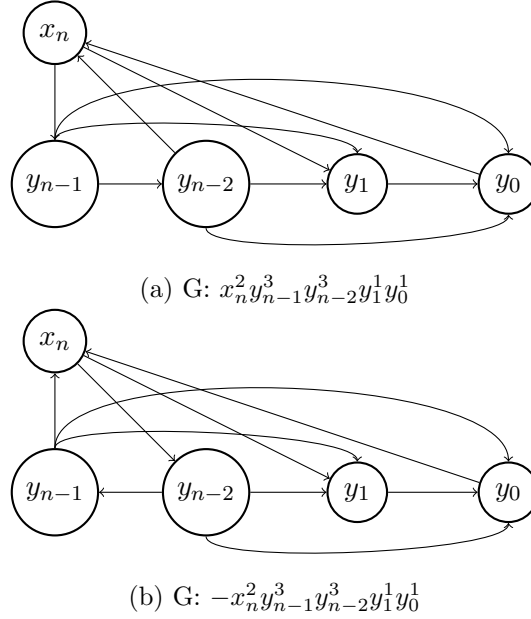 $x_n$
$y_{n-1}$ $y_{n-2}$ $y_1$ $y_0$
(a) G: $x_n^2 y_{n-1}^3 y_{n-2}^3 y_1^1 y_0^1$
$x_n$
$y_{n-1}$ $y_{n-2}$ $y_1$ $y_0$
(b) G: $-x_n^2 y_{n-1}^3 y_{n-2}^3 y_1^1 y_0^1$